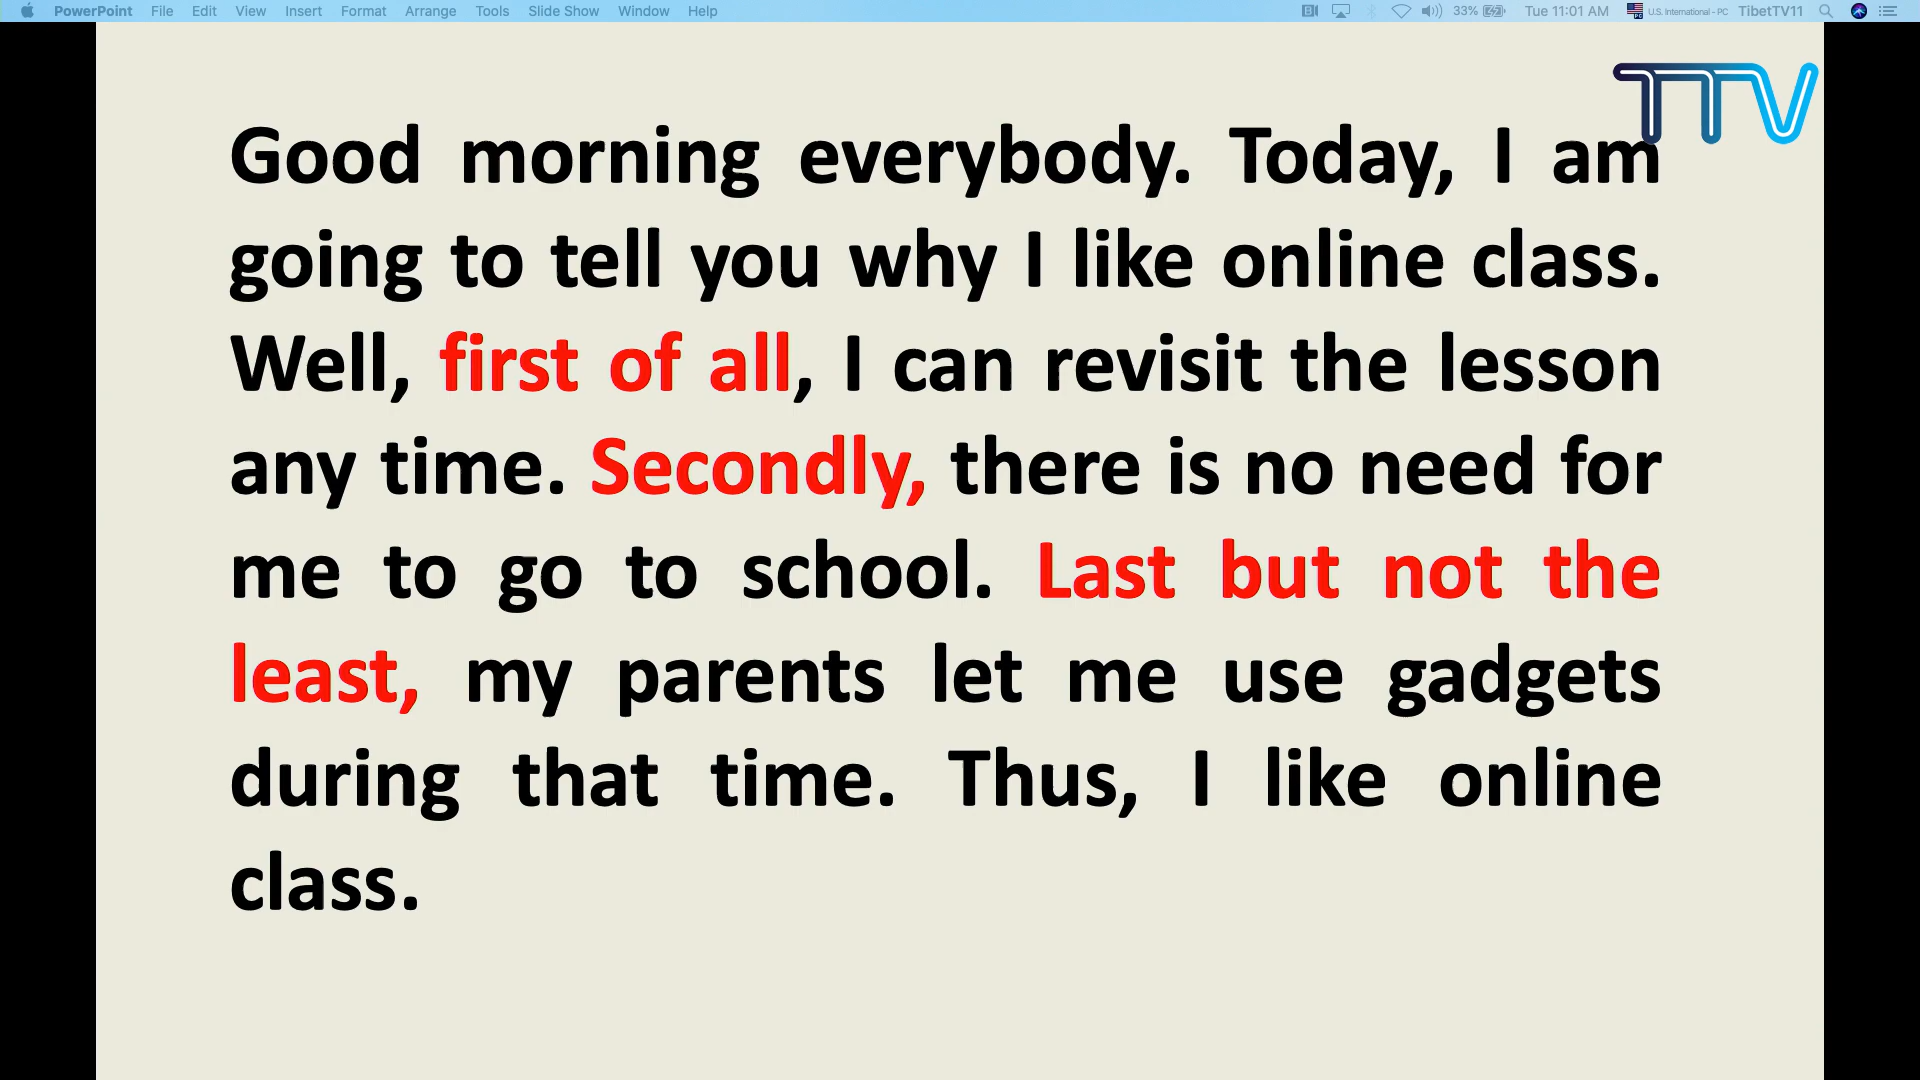 PowerPoint File Edit View Insert Format Arrange Tools Slide Show Window Help 33% Tue 11:01 AM U.S. International - PC TibetTV11
TTV
Good morning everybody. Today, I am
going to tell you why I like online class.
Well, first of all, I can revisit the lesson
any time. Secondly, there is no need for
me to go to school. Last but not the
least, my parents let me use gadgets
during that time. Thus, I like online
class.